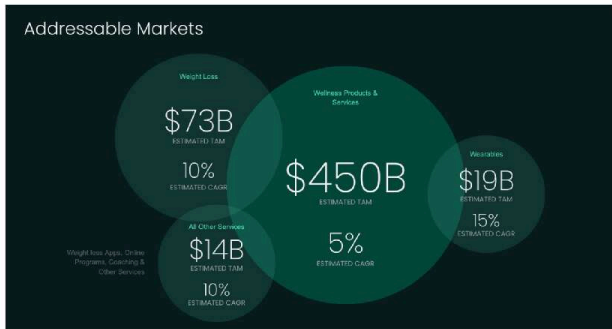 Addressable Markets
Weight Loss
$73B
ESTIMATED TAM
10%
ESTIMATED CAGR
Wellness Products &
Services
$450B
ESTIMATED TAM
5%
ESTIMATED CAGR
Wearables
$19B
ESTIMATED TAM
15%
ESTIMATED CAGR
All Other Services
$14B
ESTIMATED TAM
10%
ESTIMATED CAGR
Weight loss Apps, Online
Programs, Coaching &
Other Services